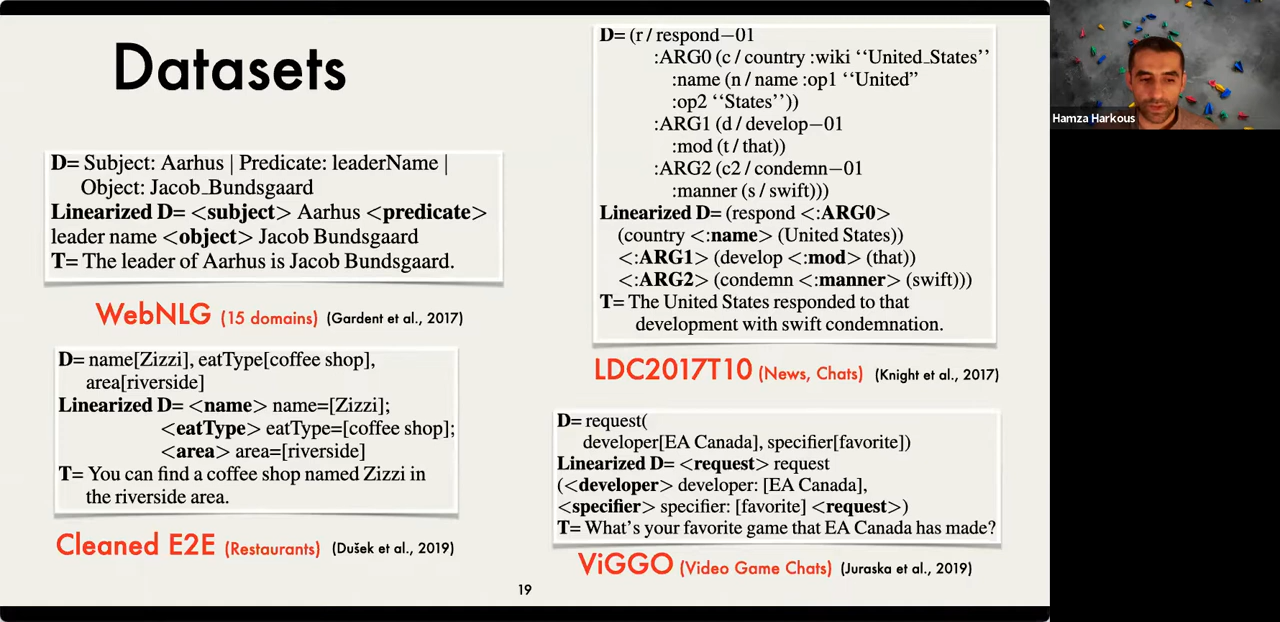 Datasets
D= Subject: Aarhus | Predicate: leaderName |
Object: Jacob_Bundsgaard
Linearized D= <subject> Aarhus <predicate>
leader name <object> Jacob Bundsgaard
T= The leader of Aarhus is Jacob Bundsgaard.
WebNLG (15 domains) (Gardent et al., 2017)
D= name[Zizzi], eatType[coffee shop],
area[riverside]
Linearized D= <name> name=[Zizzi];
<eatType> eatType=[coffee shop];
<area> area=[riverside]
T= You can find a coffee shop named Zizzi in
the riverside area.
Cleaned E2E (Restaurants) (Dušek et al., 2019)
D= (r / respond−01
:ARG0 (c / country :wiki ‘‘United_States’’
:name (n / name :op1 ‘‘United”
:op2 ‘‘States’’))
:ARG1 (d / develop−01
:mod (t / that))
:ARG2 (c2 / condemn−01
:manner (s / swift)))
Linearized D= (respond <:ARG0>
(country <:name> (United States))
<:ARG1> (develop <:mod> (that))
<:ARG2> (condemn <:manner> (swift)))
T= The United States responded to that
development with swift condemnation.
LDC2017T10 (News, Chats) (Knight et al., 2017)
D= request(
developer[EA Canada], specifier[favorite])
Linearized D= <request> request
(<developer> developer: [EA Canada],
<specifier> specifier: [favorite] <request>)
T= What’s your favorite game that EA Canada has made?
ViGGO (Video Game Chats) (Juraska et al., 2019)
19
Hamza Harkous